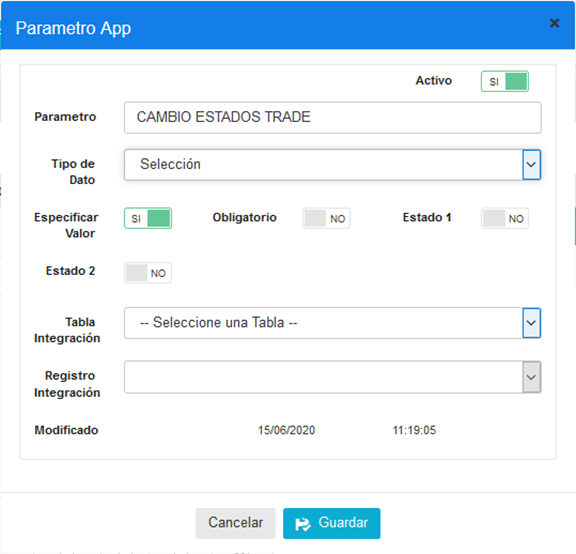 Parametro App
×
Activo SI
Parametro CAMBIO ESTADOS TRADE
Tipo de Selección
Dato
Especificar SI Obligatorio NO Estado 1 NO
Valor
Estado 2 NO
Tabla -- Seleccione una Tabla --
Integración
Registro
Integración
Modificado 15/06/2020 11:19:05
Cancelar Guardar